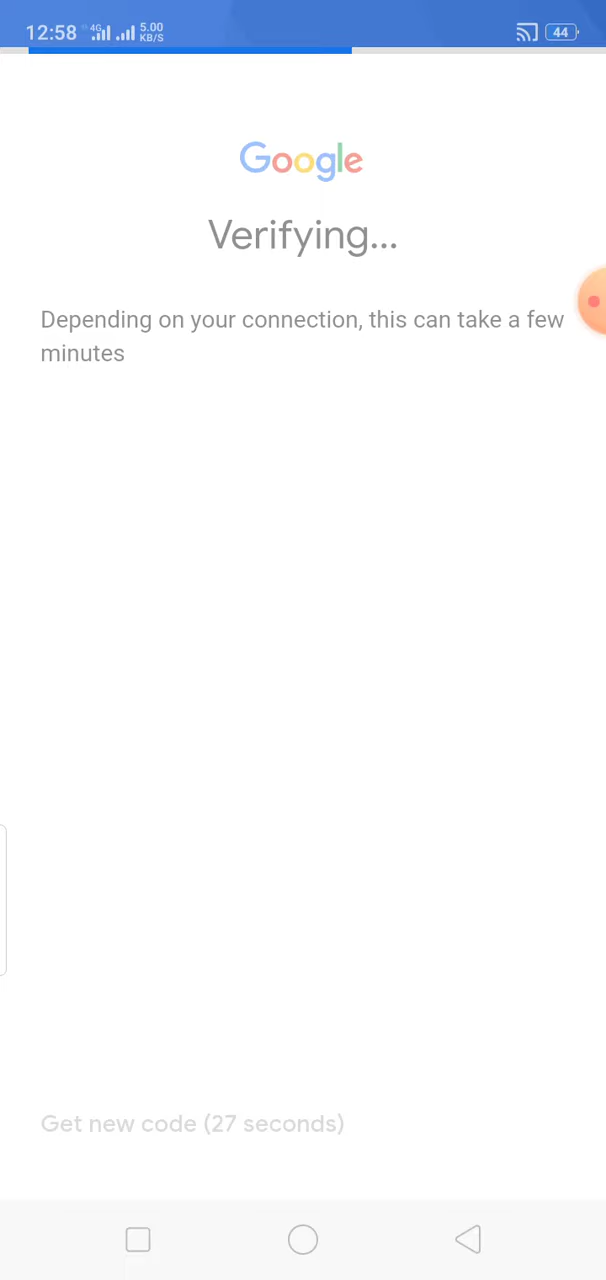 12:58 4G 5.00 KB/S 44
Google
Verifying...
Depending on your connection, this can take a few
minutes
Get new code (27 seconds)